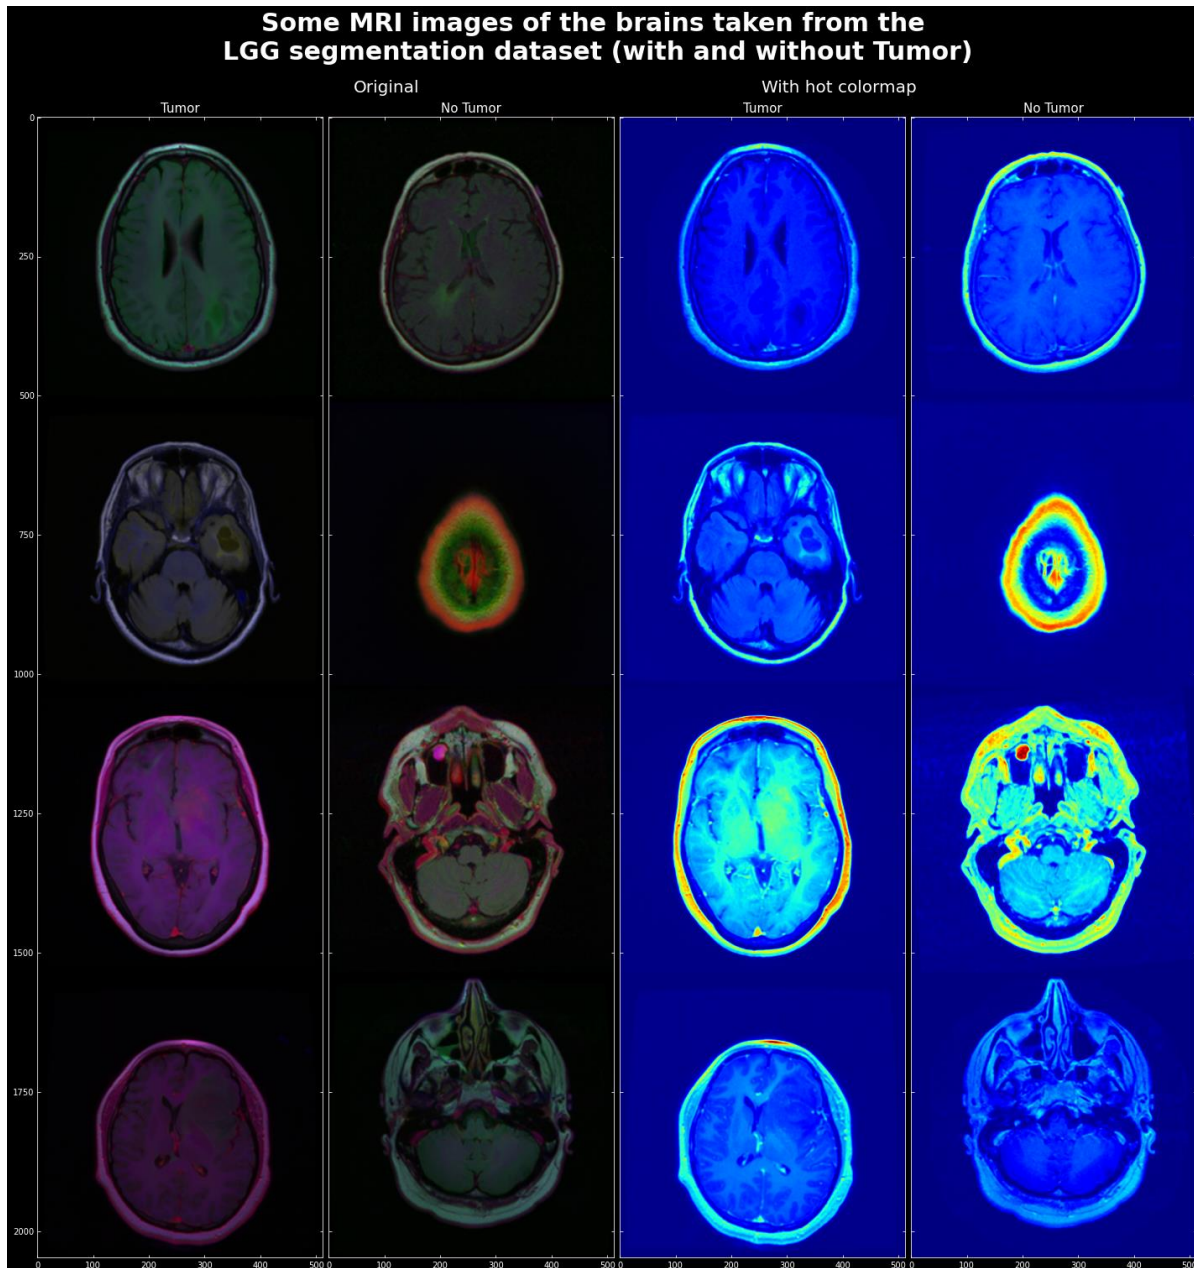 Some MRI images of the brains taken from the
LGG segmentation dataset (with and without Tumor)
Original
With hot colormap
Tumor
No Tumor
Tumor
No Tumor
0
250
500
750
1000
1250
1500
1750
2000
0 100 200 300 400 500
0 100 200 300 400 500
0 100 200 300 400 500
0 100 200 300 400